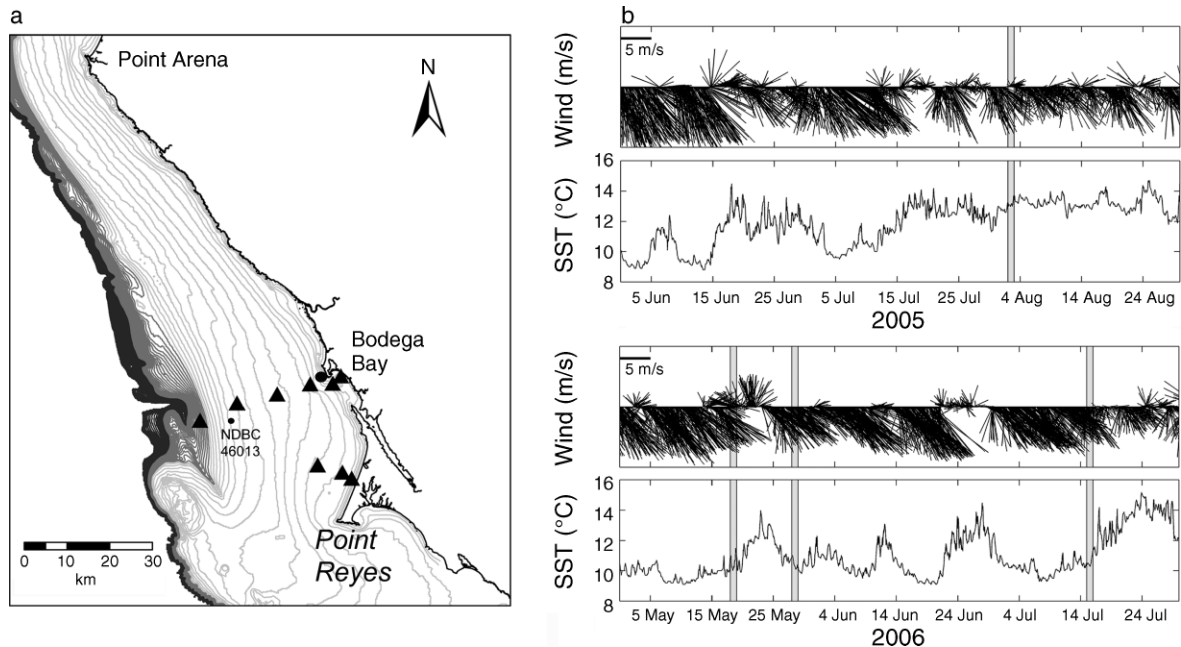 a
Point Arena
N
Bodega
Bay
NDBC
46013
Point
Reyes
0 10 20 30
km
b
Wind (m/s)
5 m/s
SST (°C)
16
14
12
10
8
5 Jun 15 Jun 25 Jun 5 Jul 15 Jul 25 Jul 4 Aug 14 Aug 24 Aug
2005
Wind (m/s)
5 m/s
SST (°C)
16
14
12
10
8
5 May 15 May 25 May 4 Jun 14 Jun 24 Jun 4 Jul 14 Jul 24 Jul
2006